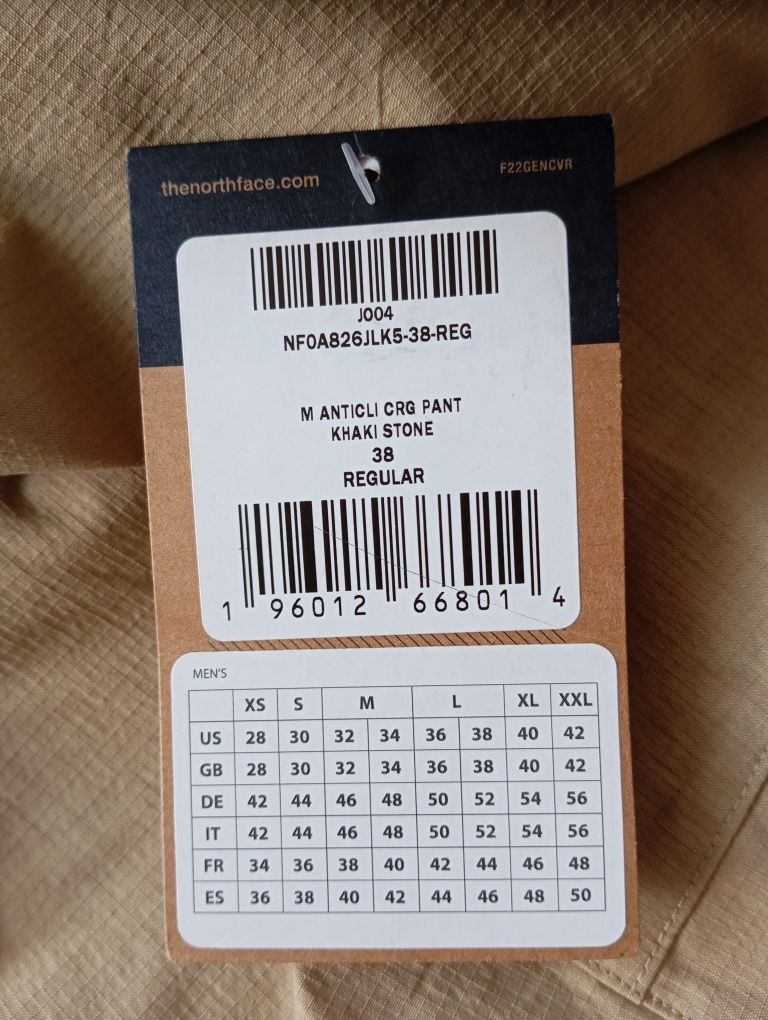 thenorthface.com
F22GENCVR
J004
NF0A826JLK5-38-REG
M ANTICLI CRG PANT
KHAKI STONE
38
REGULAR
1 96012 66801 4
MEN'S
XS S M L XL XXL
US 28 30 32 34 36 38 40 42
GB 28 30 32 34 36 38 40 42
DE 42 44 46 48 50 52 54 56
IT 42 44 46 48 50 52 54 56
FR 34 36 38 40 42 44 46 48
ES 36 38 40 42 44 46 48 50